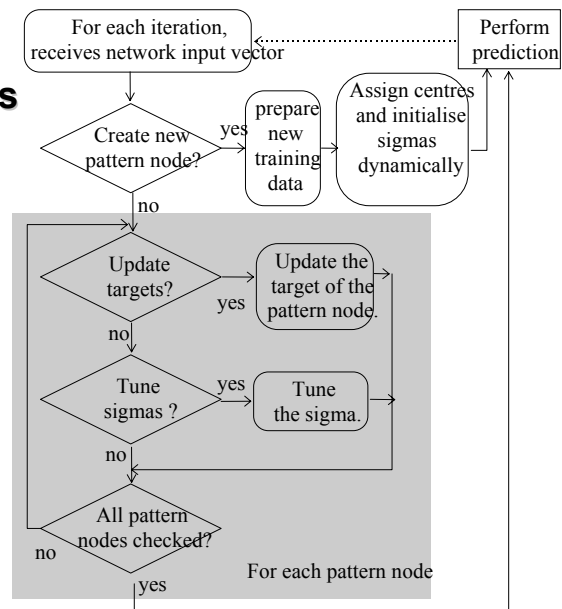 For each iteration,
receives network input vector
Perform
prediction
s
Create new
pattern node?
yes
prepare
new
training
data
Assign centres
and initialise
sigmas
dynamically
no
Update
targets?
yes
Update the
target of the
pattern node.
no
Tune
sigmas ?
yes
Tune
the sigma.
no
All pattern
nodes checked?
no
yes
For each pattern node